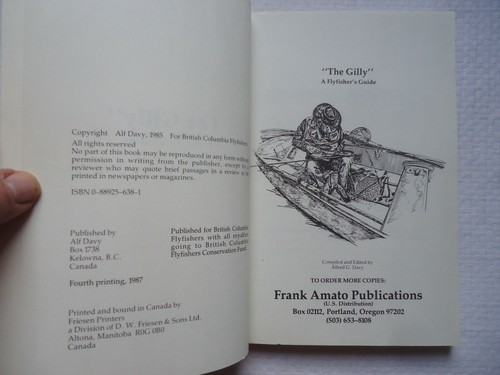 Copyright Alf Davy, 1985 For British Columbia Flyfishers
All rights reserved
No part of this book may be reproduced in any form without
permission in writing from the publisher, except to a
reviewer who may quote brief passages in a review to be
printed in newspapers or magazines.
ISBN 0-88925-638-1
Published by
Alf Davy
Box 1738
Kelowna, B.C.
Canada
Published for British Columbia
Flyfishers with all royalties
going to British Columbia
Flyfishers Conservation Fund.
Fourth printing, 1987
Printed and bound in Canada by
Friesen Printers
a Division of D. W. Friesen & Sons Ltd.
Altona, Manitoba R0G 0B0
Canada
"The Gilly"
A Flyfisher's Guide
Compiled and Edited by
Alfred G. Davy
TO ORDER MORE COPIES:
Frank Amato Publications
(U.S. Distribution)
Box 02112, Portland, Oregon 97202
(503) 653-8108